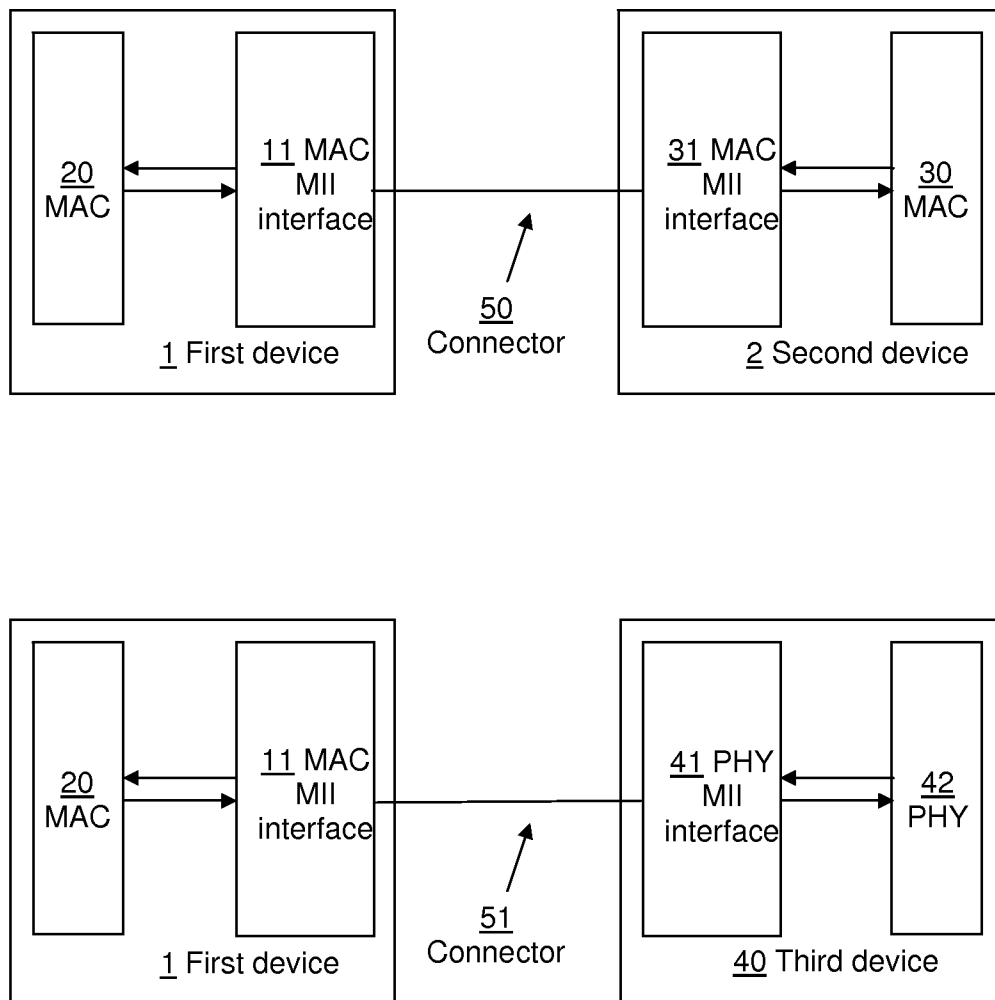 20
MAC
11 MAC
MII
interface
1 First device
50
Connector
31 MAC
MII
interface
30
MAC
2 Second device
20
MAC
11 MAC
MII
interface
1 First device
51
Connector
41 PHY
MII
interface
42
PHY
40 Third device